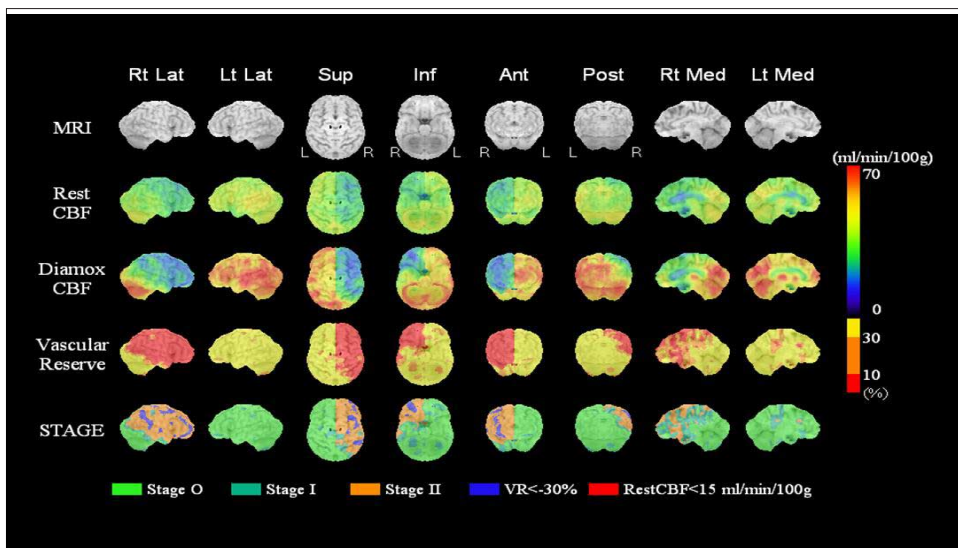 Rt Lat Lt Lat Sup Inf Ant Post Rt Med Lt Med
MRI
L R R L R L L R
(ml/min/100g)
70
Rest
CBF
Diamox
CBF
0
Vascular
Reserve
30
10
(%)
STAGE
Stage O Stage I Stage II VR<-30% RestCBF<15 ml/min/100g